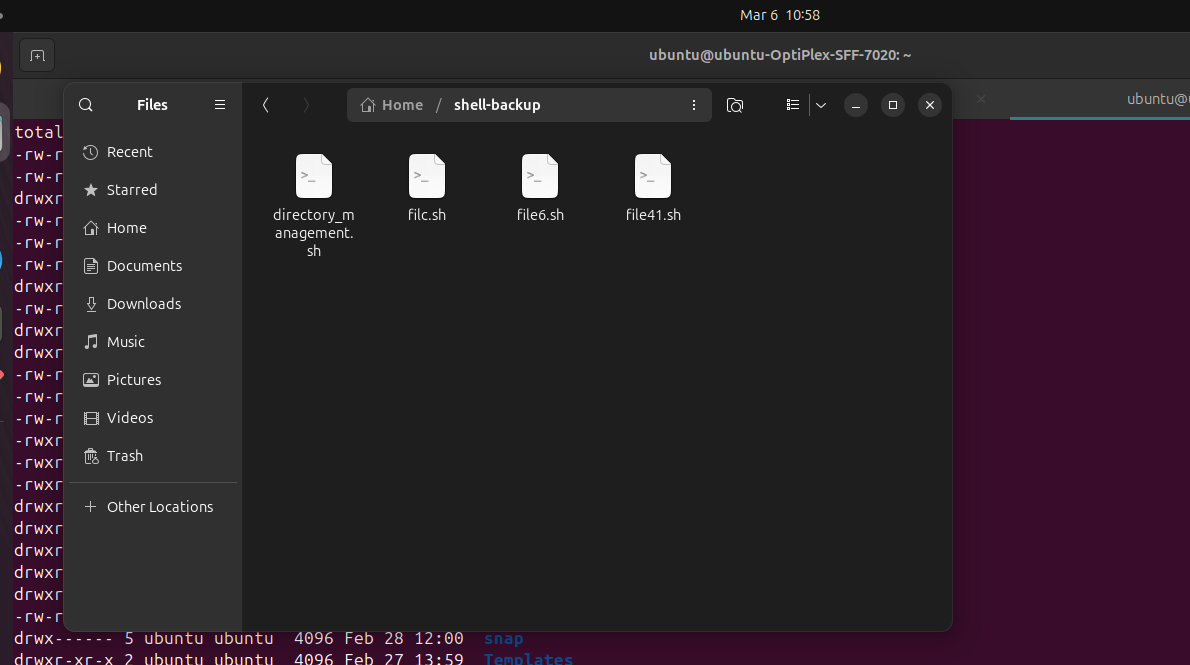 Mar 6 10:58
ubuntu@ubuntu-OptiPlex-SFF-7020: ~
ubuntu@
Files
Home / shell-backup
Recent
Starred
Home
Documents
Downloads
Music
Pictures
Videos
Trash
Other Locations
>_
>_
>_
>_
directory_m
anagement.
sh
filc.sh
file6.sh
file41.sh
total
-rw-r
-rw-r
drwxr
-rw-r
-rw-r
-rw-r
drwxr
-rw-r
drwxr
drwxr
-rw-r
-rw-r
-rw-r
-rwxr
-rwxr
-rwxr
drwxr
drwxr
drwxr
drwxr
drwxr
-rw-r
drwx------ 5 ubuntu ubuntu 4096 Feb 28 12:00 snap
drwxr-xr-x 2 ubuntu ubuntu 4096 Feb 27 13:59 Templates